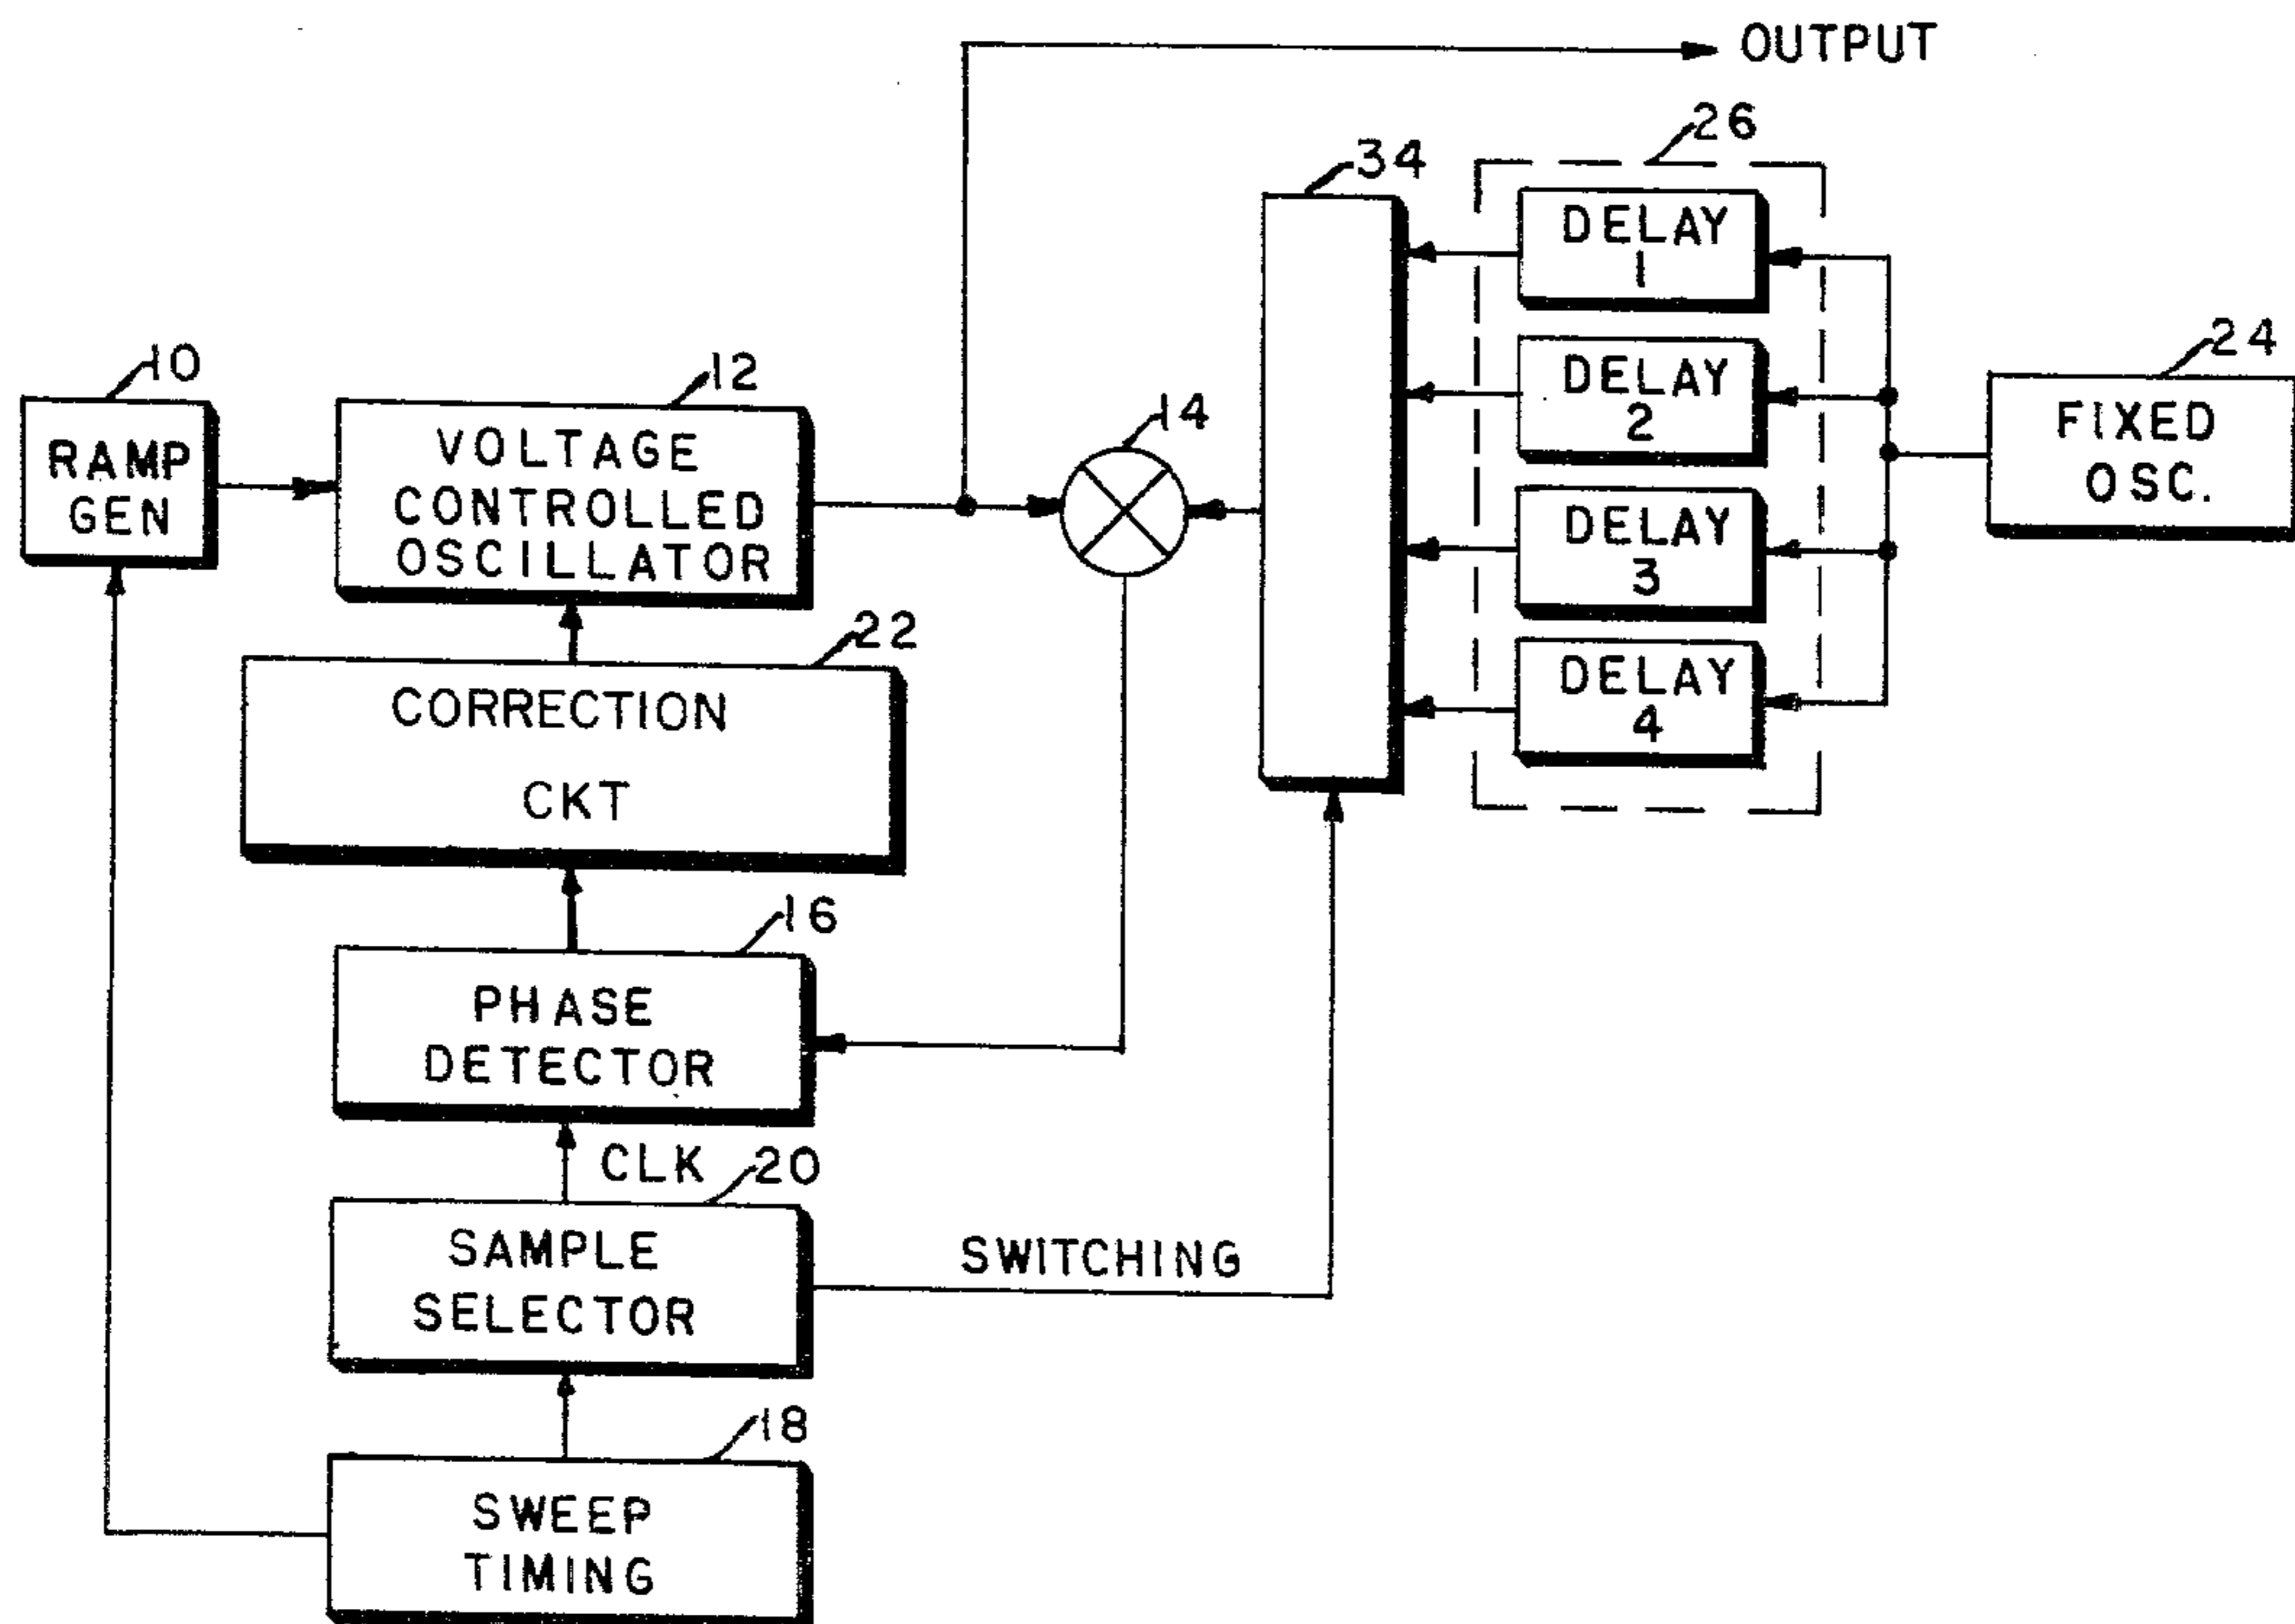 OUTPUT
26
34
DELAY
1
DELAY
2
DELAY
3
DELAY
4
24
FIXED
OSC.
10
RAMP
GEN
12
VOLTAGE
CONTROLLED
OSCILLATOR
14
22
CORRECTION
CKT
16
PHASE
DETECTOR
CLK
20
SAMPLE
SELECTOR
SWITCHING
18
SWEEP
TIMING